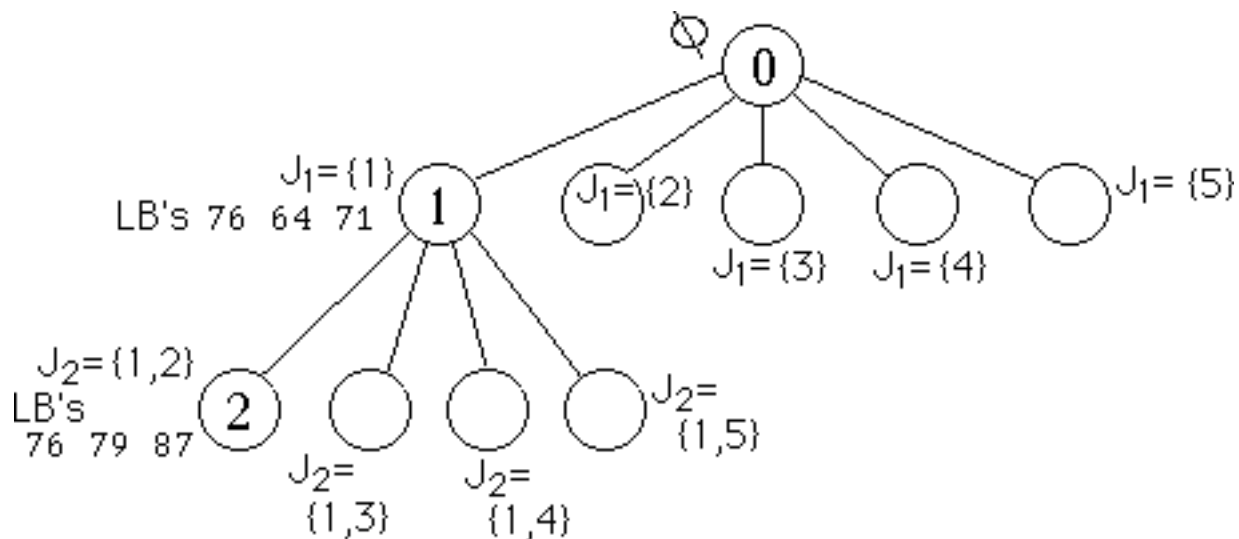 ∅
0
J₁={1}
LB's 76 64 71
1
J₁={2}
J₁={5}
J₁={3}
J₁={4}
J₂={1,2}
LB's
76 79 87
2
J₂=
{1,3}
J₂=
{1,4}
J₂=
{1,5}